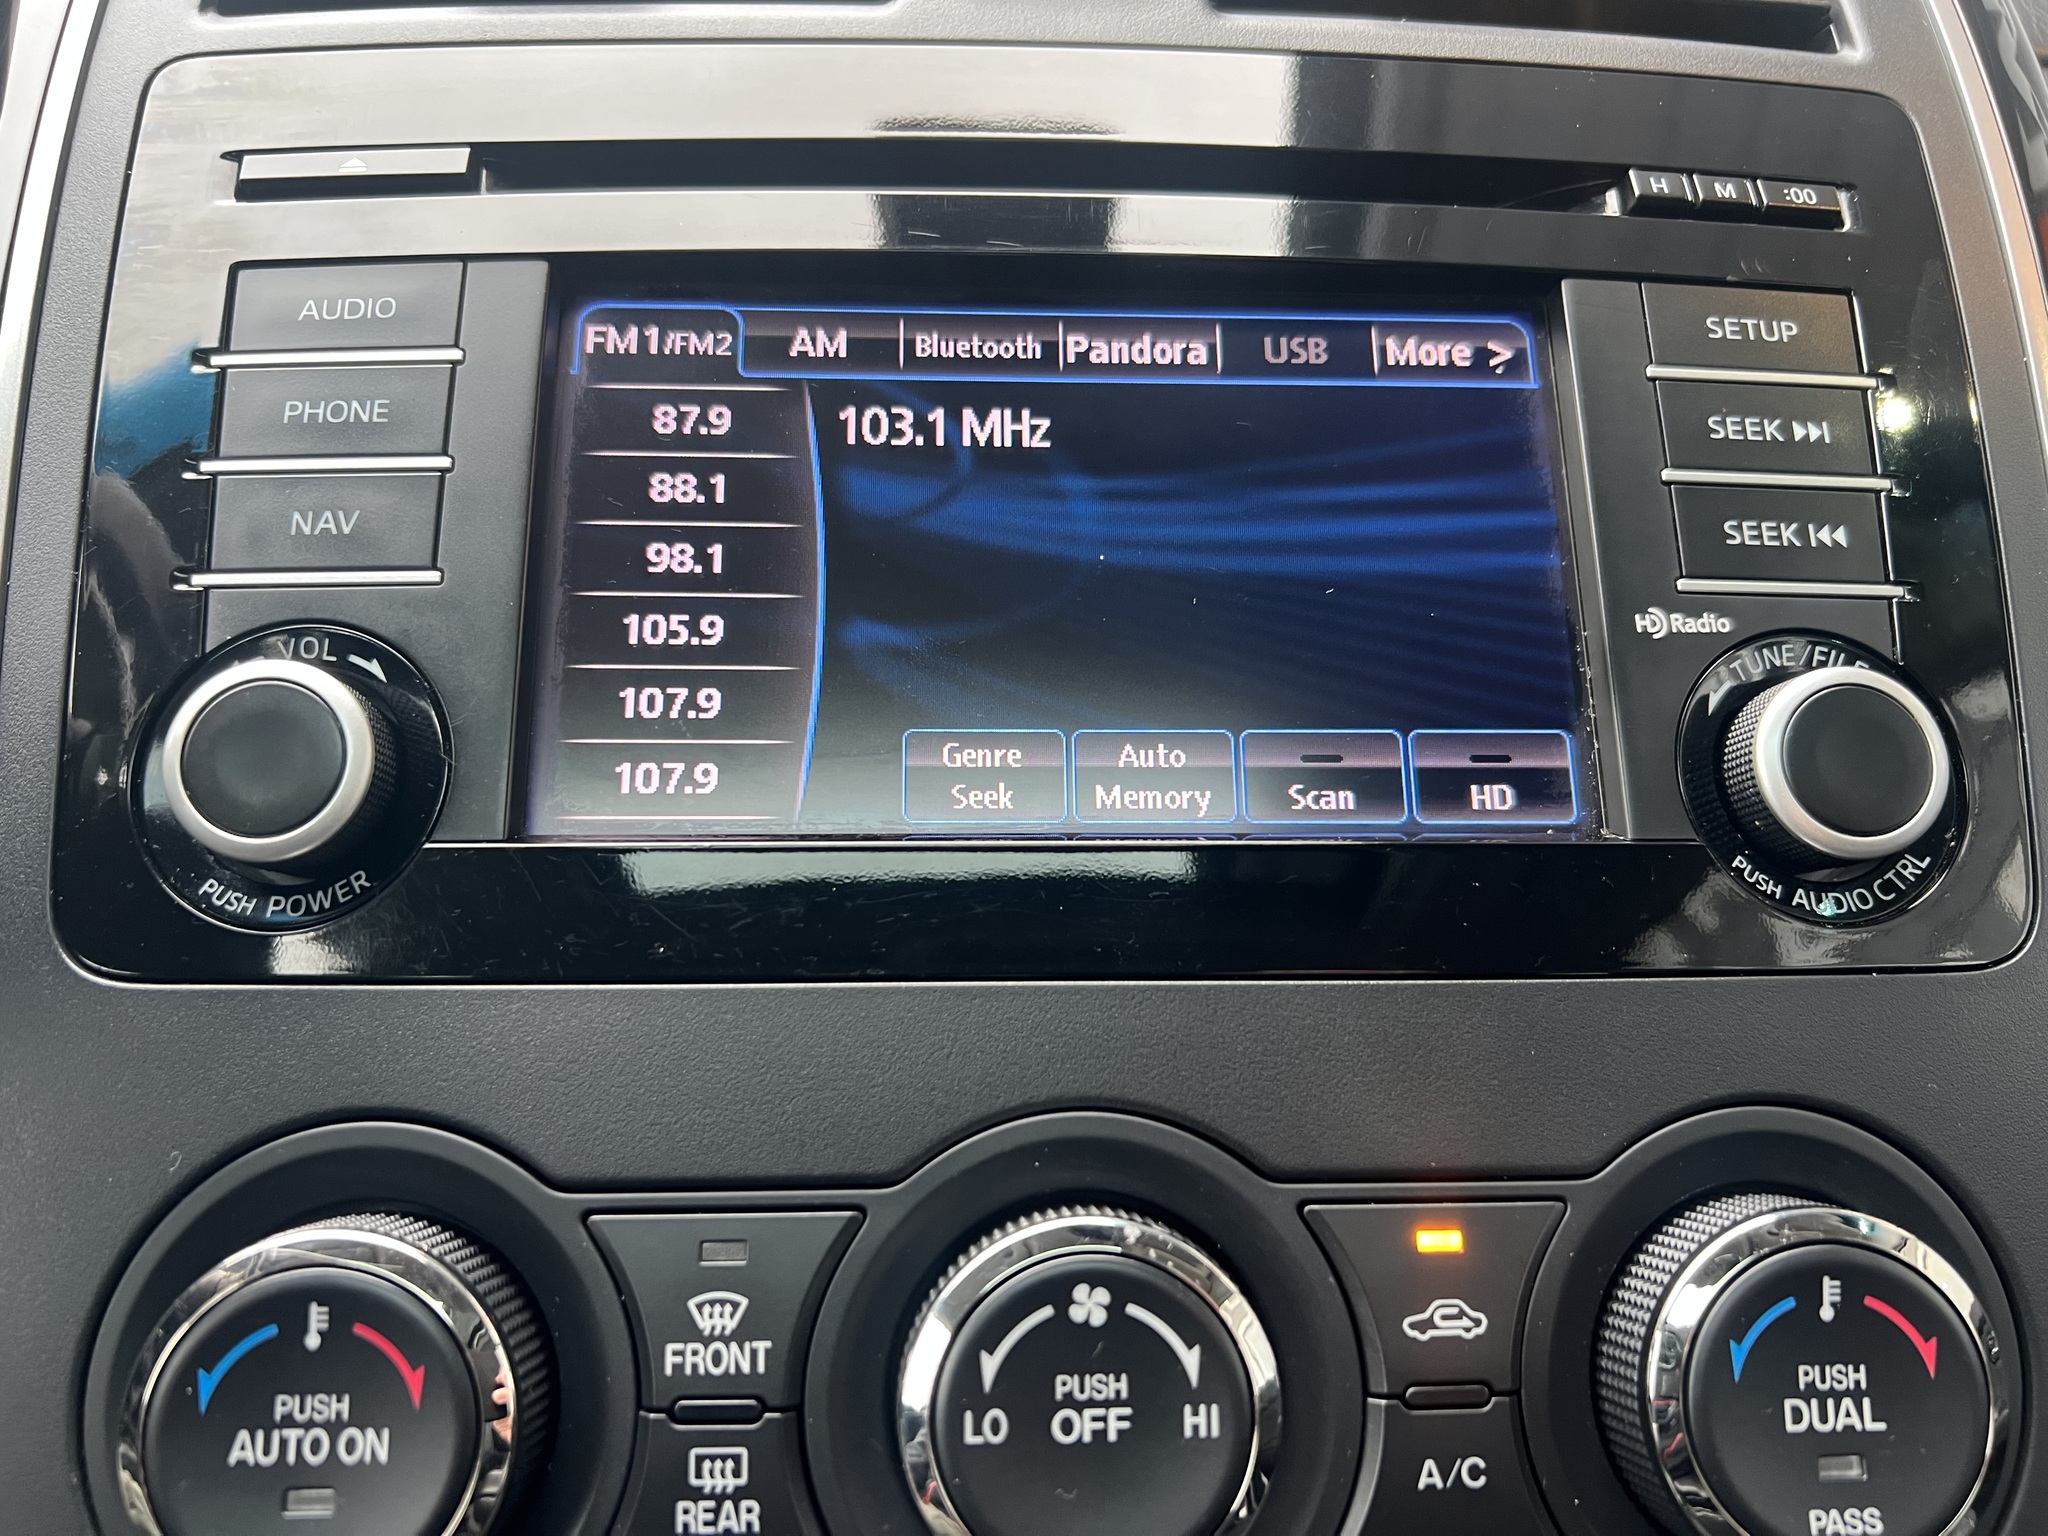 H M :00
AUDIO
PHONE
NAV
VOL
PUSH POWER
FM1/FM2 AM Bluetooth Pandora USB More >
87.9
88.1
98.1
105.9
107.9
107.9
103.1 MHz
Genre Seek
Auto Memory
Scan
HD
SETUP
SEEK
SEEK
HD Radio
TUNE/FILE
PUSH AUDIO CTRL
PUSH
AUTO ON
FRONT
REAR
LO
PUSH
OFF
HI
A/C
PUSH
DUAL
PASS